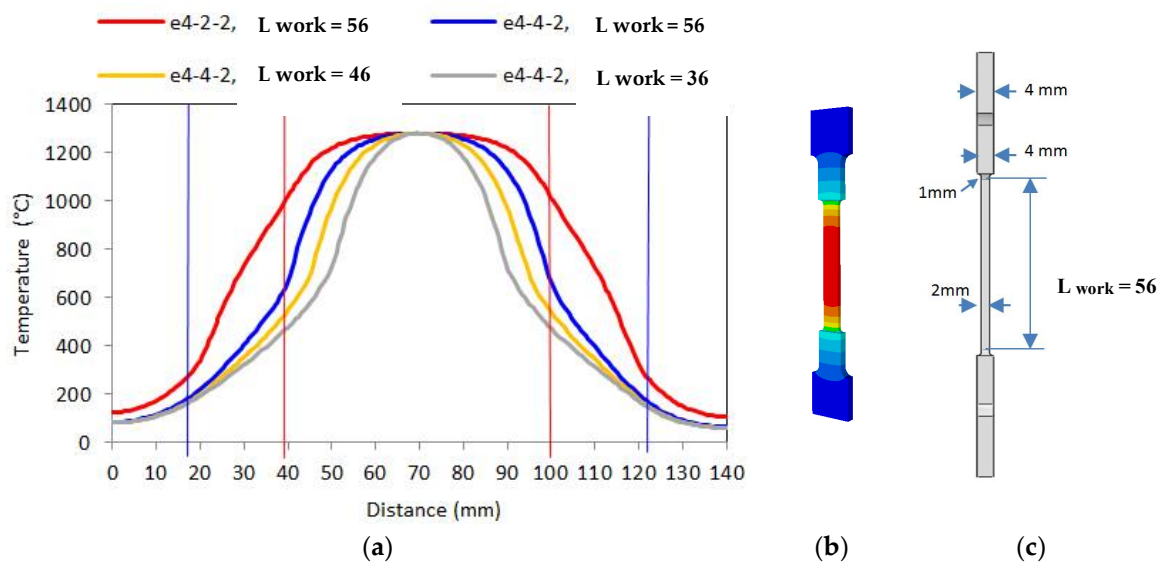 e4-2-2, L work = 56
e4-4-2, L work = 56
e4-4-2, L work = 46
e4-4-2, L work = 36
1400
1200
1000
800
600
400
200
0
Temperature (°C)
0 10 20 30 40 50 60 70 80 90 100 110 120 130 140
Distance (mm)
4 mm
4 mm
1mm
2mm
L work = 56
(a)
(b)
(c)